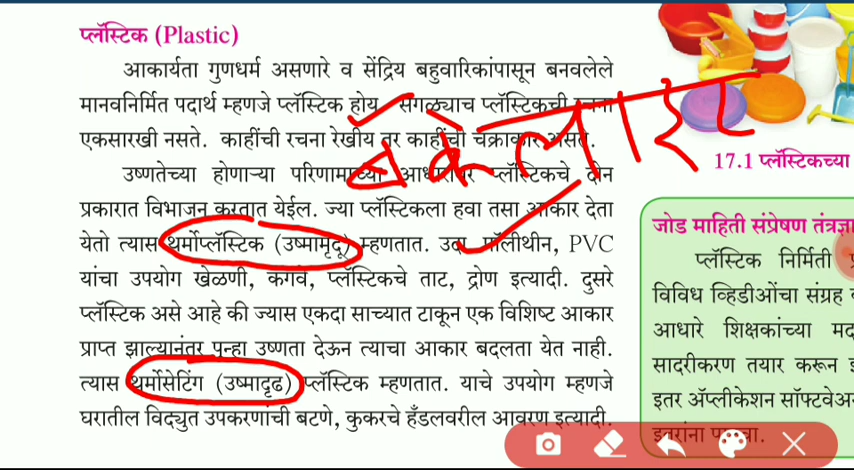 प्लॅस्टिक (Plastic)
आकार्यता गुणधर्म असणारे व सेंद्रिय बहुवारिकांपासून बनवलेले
मानवनिर्मित पदार्थ म्हणजे प्लॅस्टिक होय सगळ्याच प्लॅस्टिकची
एकसारखी नसते. काहींची रचना रेखीय तर काहींची चक्राकार असते.
उष्णतेच्या होणाऱ्या परिणामाच्या आधारावर प्लॅस्टिकचे दोन
प्रकारात विभाजन करतात येईल. ज्या प्लॅस्टिकला हवा तसा आकार देता
येतो त्यास थर्मोप्लॅस्टिक (उष्मामृदू) म्हणतात. उदा. पॉलीथीन, PVC
यांचा उपयोग खेळणी, कंगवे, प्लॅस्टिकचे ताट, द्रोण इत्यादी. दुसरे
प्लॅस्टिक असे आहे की ज्यास एकदा साच्यात टाकून एक विशिष्ट आकार
प्राप्त झाल्यानंतर पुन्हा उष्णता देऊन त्याचा आकार बदलता येत नाही.
त्यास थर्मोसेटिंग (उष्मादृढ) प्लॅस्टिक म्हणतात. याचे उपयोग म्हणजे
घरातील विद्युत उपकरणांची बटणे, कुकरचे हँडलवरील आवरण इत्यादी.
17.1 प्लॅस्टिकच्या
जोड माहिती संप्रेषण तंत्रज्ञा
प्लॅस्टिक निर्मिती
विविध व्हिडीओंचा संग्रह
आधारे शिक्षकांच्या मद
सादरीकरण तयार करून
इतर ॲप्लीकेशन सॉफ्टवेअ
इतरांना